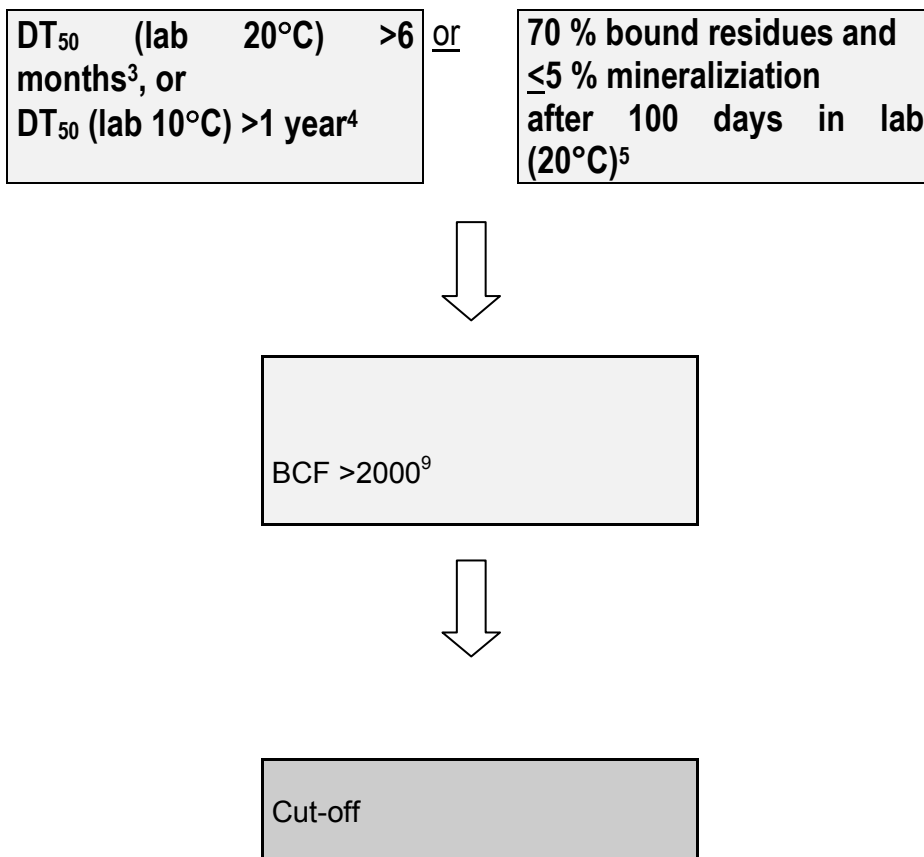 DT₅₀ (lab 20°C) >6
months³, or
DT₅₀ (lab 10°C) >1 year⁴
or
70 % bound residues and
≤5 % mineraliziation
after 100 days in lab
(20°C)⁵
BCF >2000⁹
Cut-off